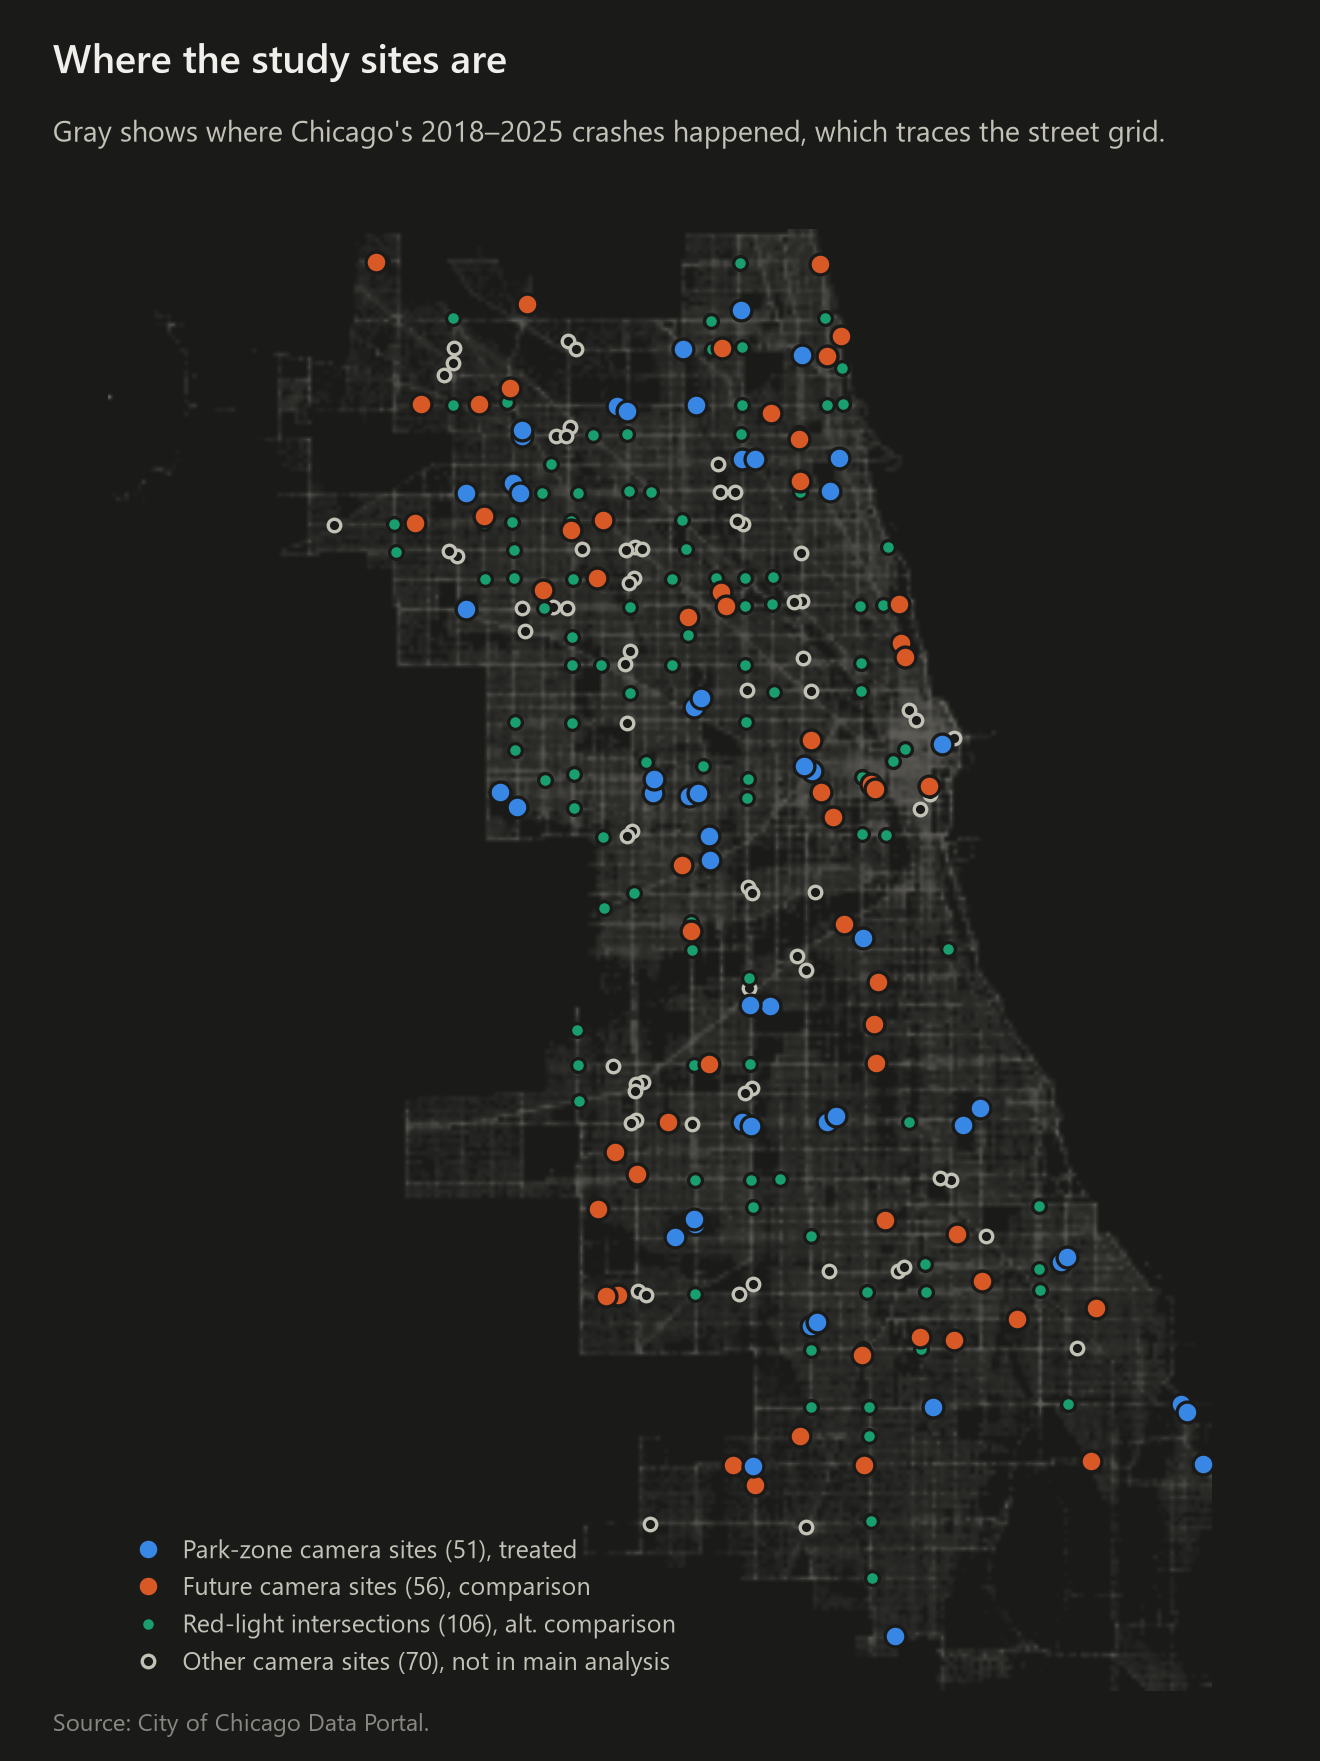 Where the study sites are
Gray shows where Chicago's 2018–2025 crashes happened, which traces the street grid.
Park-zone camera sites (51), treated
Future camera sites (56), comparison
Red-light intersections (106), alt. comparison
Other camera sites (70), not in main analysis
Source: City of Chicago Data Portal.